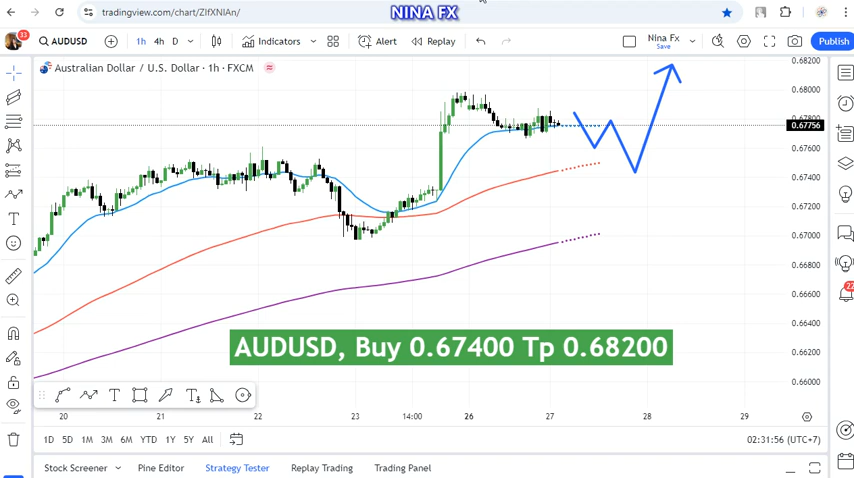 tradingview.com/chart/ZIfXNIAn/
NINA FX
33
AUDUSD
1h 4h D
Indicators
Alert
Replay
Nina Fx
Save
Publish
Australian Dollar / U.S. Dollar · 1h · FXCM
0.68200
0.68000
0.67800
0.67756
0.67600
0.67400
0.67200
0.67000
0.66800
0.66600
0.66400
0.66200
0.66000
AUDUSD, Buy 0.67400 Tp 0.68200
20 21 22 23 14:00 26 27 28 29
1D 5D 1M 3M 6M YTD 1Y 5Y All
02:31:56 (UTC+7)
Stock Screener Pine Editor Strategy Tester Replay Trading Trading Panel